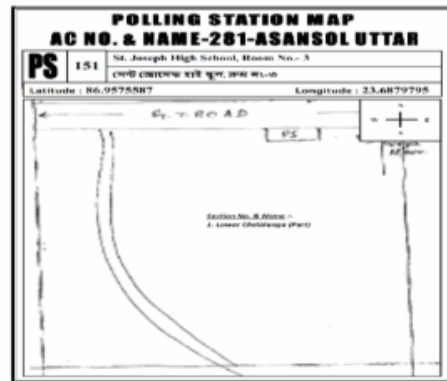 POLLING STATION MAP
AC NO. & NAME-281-ASANSOL UTTAR
PS
151
St. Joseph High School, Room No.- 3
সেন্ট জোসেফ হাই স্কুল, রুম নং-৩
Latitude : 86.9575587
Longitude : 23.6879795
G.T. ROAD
PS
N
W
E
S
Section No. & Name :-
1. Lower Chelidanga (Part)